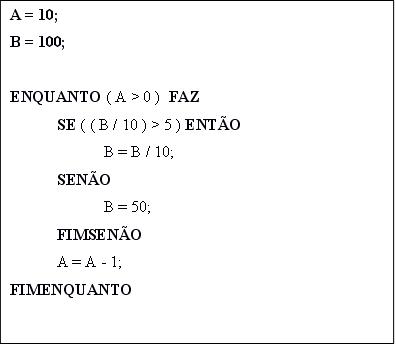 A = 10;
B = 100;
ENQUANTO ( A > 0 ) FAZ
SE ( ( B / 10 ) > 5 ) ENTÃO
B = B / 10;
SENÃO
B = 50;
FIMSENÃO
A = A - 1;
FIMENQUANTO